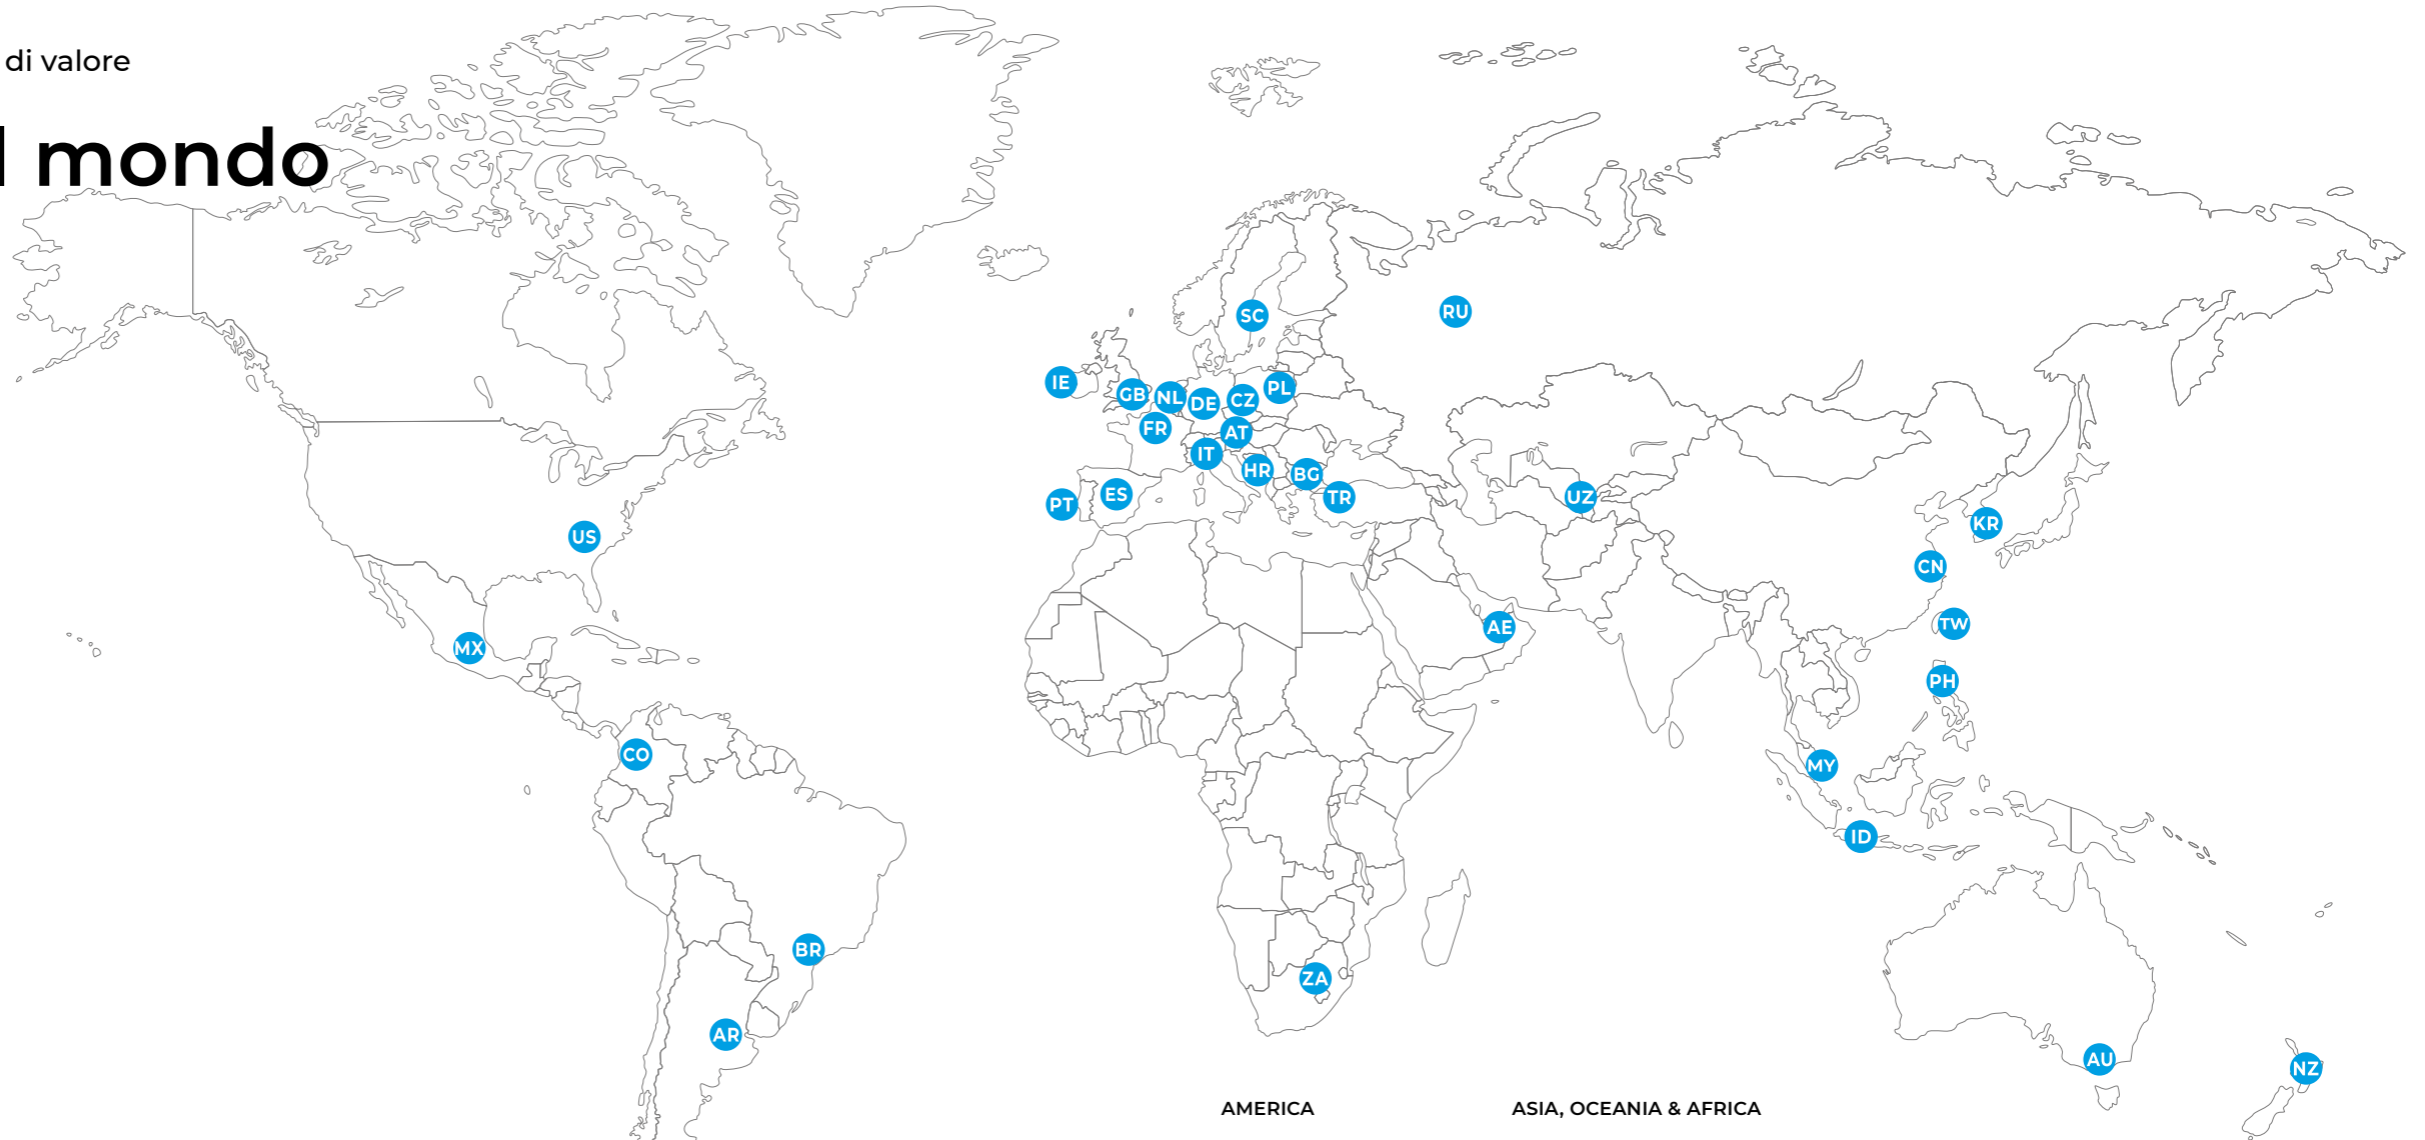 di valore
l mondo
SC
RU
IE
GB
NL
DE
CZ
PL
FR
AT
IT
HR
BG
PT
ES
TR
UZ
US
KR
CN
MX
AE
TW
PH
CO
MY
ID
BR
ZA
AR
AU
NZ
AMERICA
ASIA, OCEANIA & AFRICA